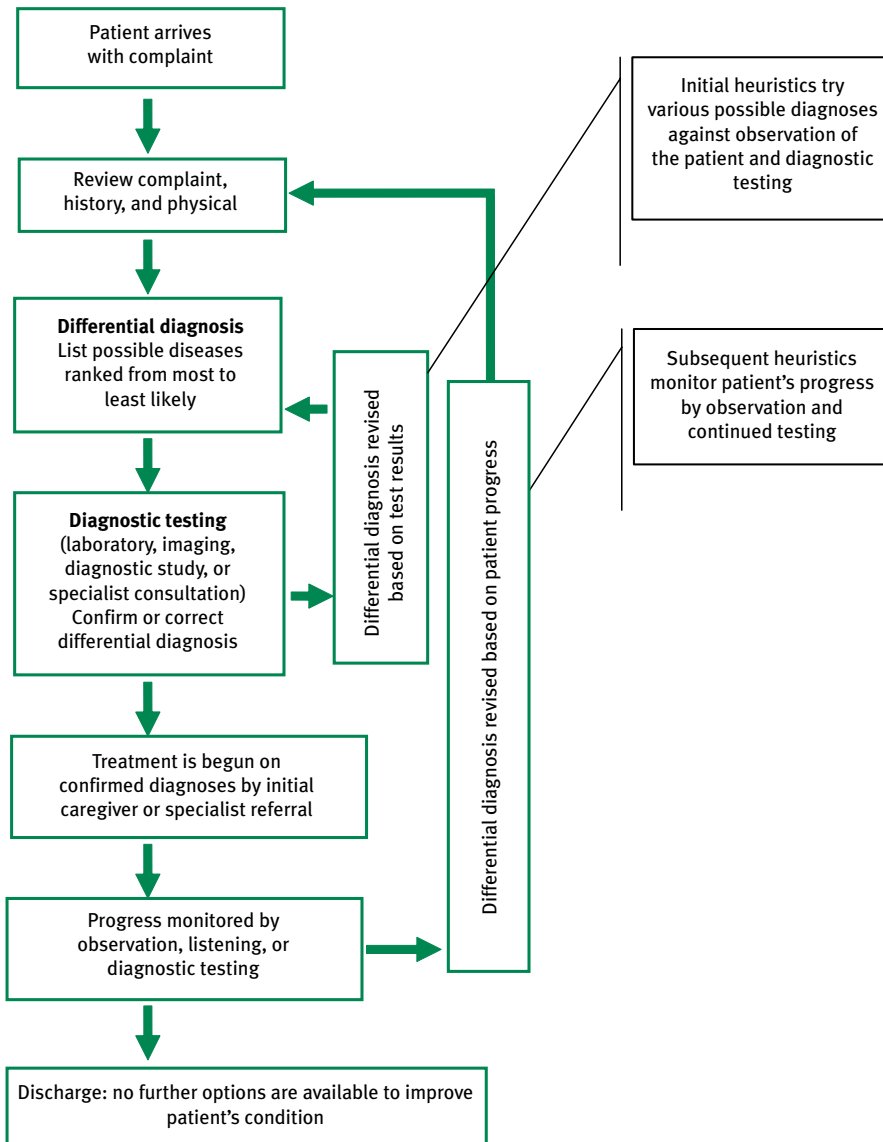 Patient arrives
with complaint
Review complaint,
history, and physical
Differential diagnosis
List possible diseases
ranked from most to
least likely
Diagnostic testing
(laboratory, imaging,
diagnostic study, or
specialist consultation)
Confirm or correct
differential diagnosis
Differential diagnosis revised
based on test results
Treatment is begun on
confirmed diagnoses by initial
caregiver or specialist referral
Progress monitored by
observation, listening, or
diagnostic testing
Differential diagnosis revised based on patient progress
Discharge: no further options are available to improve
patient’s condition
Initial heuristics try
various possible diagnoses
against observation of
the patient and diagnostic
testing
Subsequent heuristics
monitor patient’s progress
by observation and
continued testing